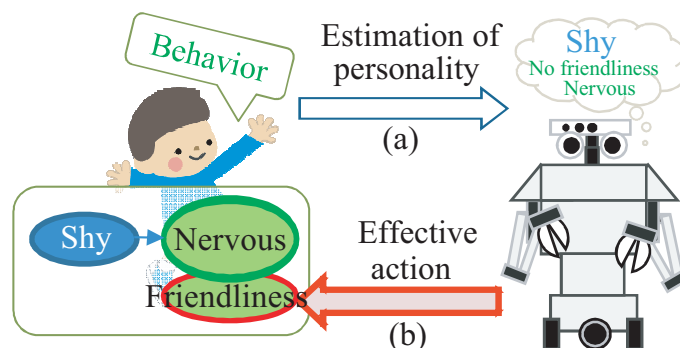 Behavior
Estimation of
personality
(a)
Shy
No friendliness
Nervous
Shy
Nervous
Friendliness
Effective
action
(b)